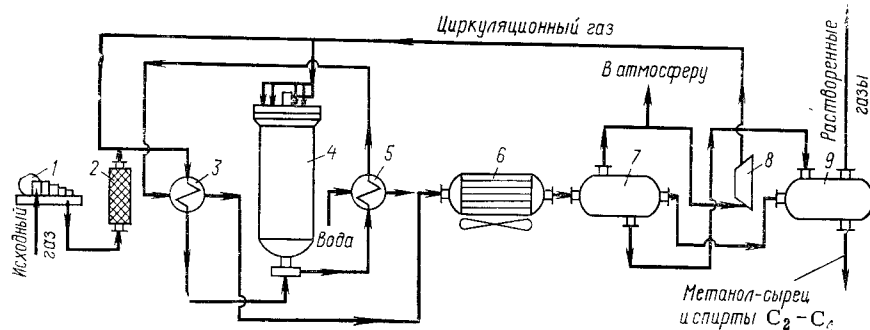 Циркуляционный газ
В атмосферу
Растворенные
газы
1
2
3
4
5
6
7
8
9
Исходный
газ
Вода
Метанол-сырец
и спирты C₂–C₄